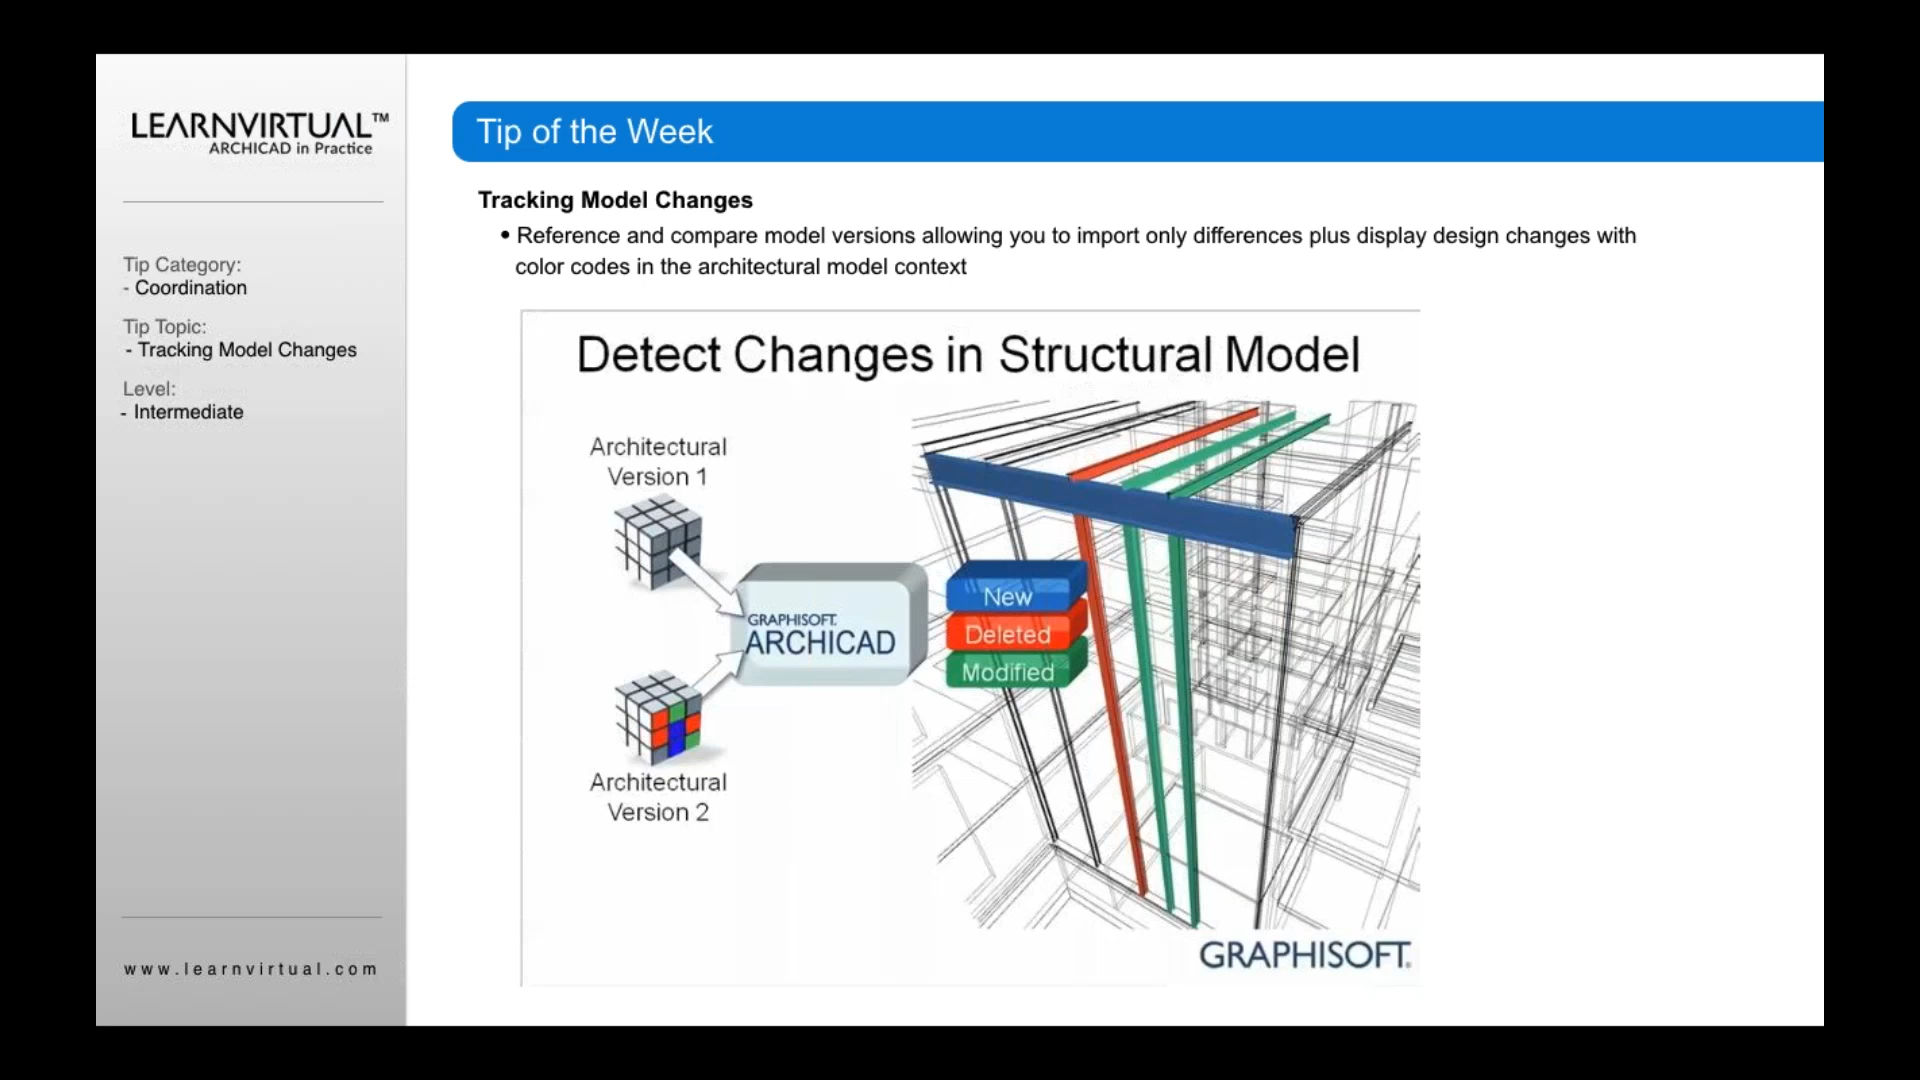 LEARNVIRTUAL™
ARCHICAD in Practice
Tip Category:
- Coordination
Tip Topic:
- Tracking Model Changes
Level:
- Intermediate
www.learnvirtual.com
Tip of the Week
Tracking Model Changes
• Reference and compare model versions allowing you to import only differences plus display design changes with
color codes in the architectural model context
Detect Changes in Structural Model
Architectural
Version 1
GRAPHISOFT.
ARCHICAD
New
Deleted
Modified
Architectural
Version 2
GRAPHISOFT.